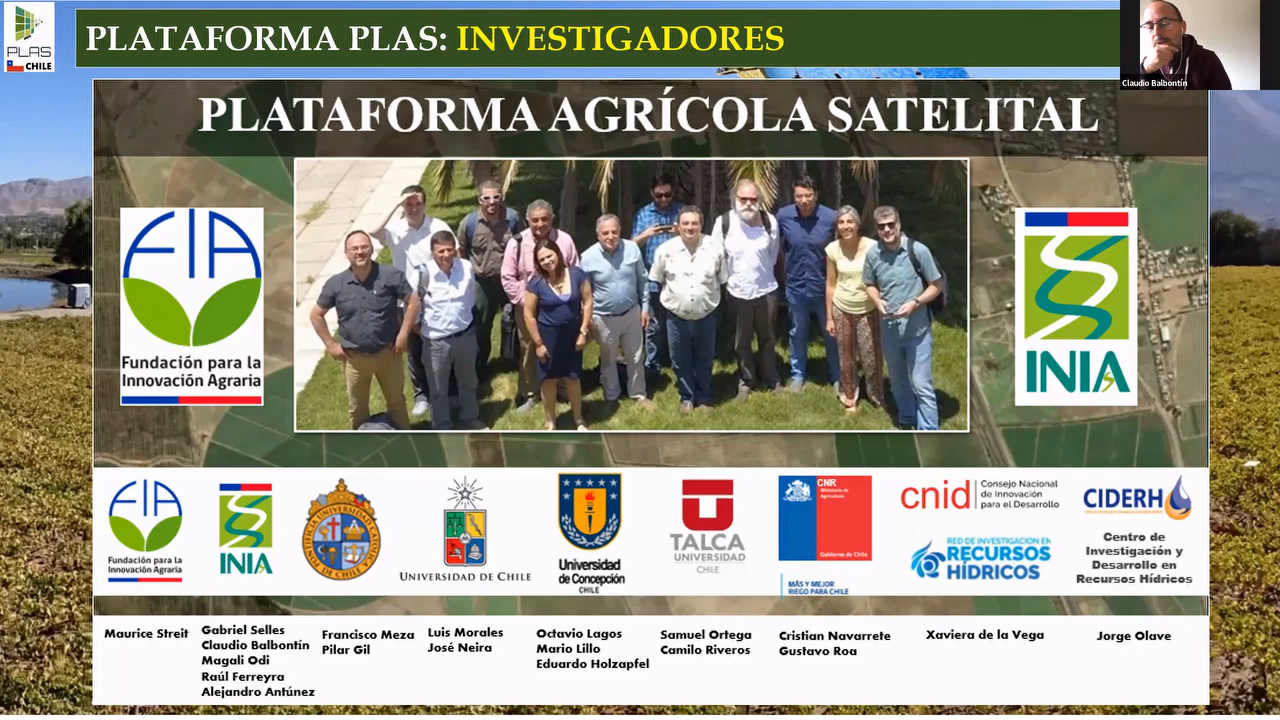 PLAS
CHILE
PLATAFORMA PLAS: INVESTIGADORES
Claudio Balbontín
PLATAFORMA AGRÍCOLA SATELITAL
FIA
Fundación para la
Innovación Agraria
INIA
FIA
Fundación para la
Innovación Agraria
INIA
UNIVERSIDAD DE CHILE
Universidad
de Concepción
CHILE
TALCA
UNIVERSIDAD
CHILE
CNR
Ministerio de
Agricultura
Gobierno de Chile
MÁS Y MEJOR
RIEGO PARA CHILE
cnid
Consejo Nacional
de Innovación
para el Desarrollo
RED DE INVESTIGACIÓN EN
RECURSOS
HÍDRICOS
CIDERH
Centro de
Investigación y
Desarrollo en
Recursos Hídricos
Maurice Streit
Gabriel Selles
Claudio Balbontín
Magali Odi
Raúl Ferreyra
Alejandro Antúnez
Francisco Meza
Pilar Gil
Luis Morales
José Neira
Octavio Lagos
Mario Lillo
Eduardo Holzapfel
Samuel Ortega
Camilo Riveros
Cristian Navarrete
Gustavo Roa
Xaviera de la Vega
Jorge Olave